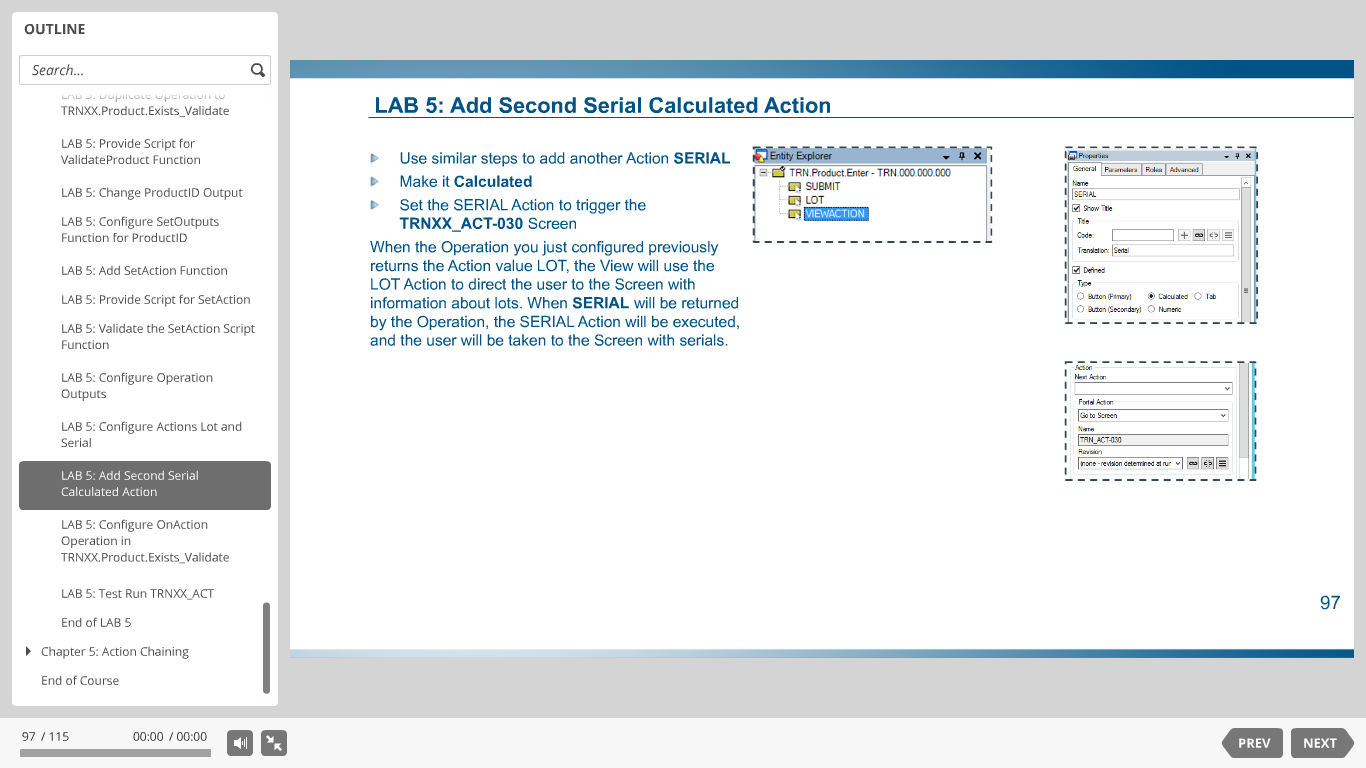 OUTLINE
Search...
LAB 5: Duplicate Operation to
TRNXX.Product.Exists_Validate
LAB 5: Provide Script for
ValidateProduct Function
LAB 5: Change ProductID Output
LAB 5: Configure SetOutputs
Function for ProductID
LAB 5: Add SetAction Function
LAB 5: Provide Script for SetAction
LAB 5: Validate the SetAction Script
Function
LAB 5: Configure Operation
Outputs
LAB 5: Configure Actions Lot and
Serial
LAB 5: Add Second Serial
Calculated Action
LAB 5: Configure OnAction
Operation in
TRNXX.Product.Exists_Validate
LAB 5: Test Run TRNXX_ACT
End of LAB 5
Chapter 5: Action Chaining
End of Course
LAB 5: Add Second Serial Calculated Action
Use similar steps to add another Action SERIAL
Make it Calculated
Set the SERIAL Action to trigger the
TRNXX_ACT-030 Screen
When the Operation you just configured previously
returns the Action value LOT, the View will use the
LOT Action to direct the user to the Screen with
information about lots. When SERIAL will be returned
by the Operation, the SERIAL Action will be executed,
and the user will be taken to the Screen with serials.
Entity Explorer
TRN.Product.Enter - TRN.000.000.000
SUBMIT
LOT
VIEWACTION
Properties
General Parameters Roles Advanced
Name
SERIAL
Show Title
Title
Code:
Translation: Serial
Defined
Type
Button (Primary) Calculated Tab
Button (Secondary) Numeric
Action
Next Action
Portal Action
Go to Screen
Name
TRN_ACT-030
Revision
(none - revision determined at rur
97
97 / 115
00:00 / 00:00
PREV
NEXT